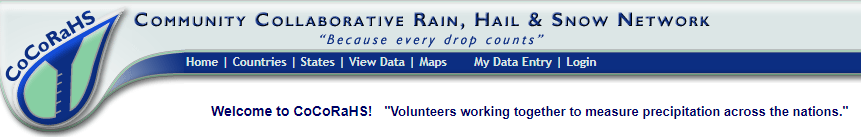 CoCoRaHS
Community Collaborative Rain, Hail & Snow Network
"Because every drop counts"
Home | Countries | States | View Data | Maps My Data Entry | Login
Welcome to CoCoRaHS! "Volunteers working together to measure precipitation across the nations."